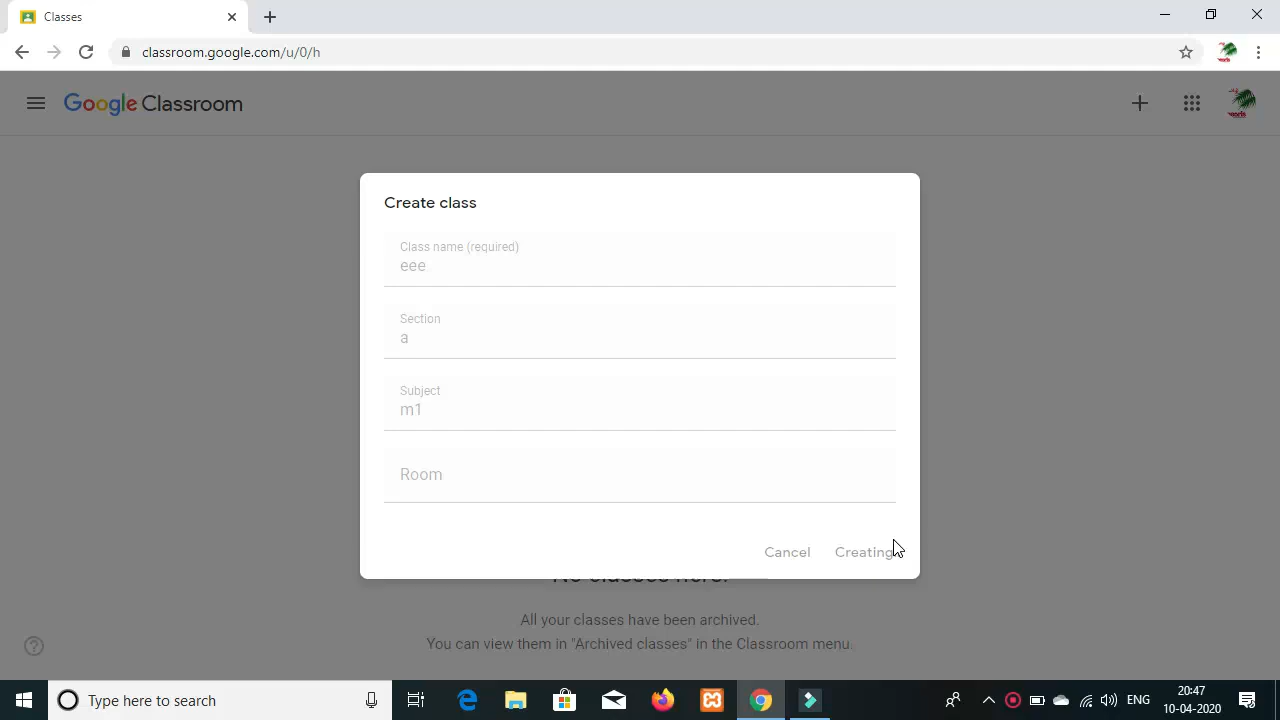 Classes
classroom.google.com/u/0/h
Google Classroom
Create class
Class name (required)
eee
Section
a
Subject
m1
Room
Cancel
Creating
No classes here!
All your classes have been archived.
You can view them in "Archived classes" in the Classroom menu.
Type here to search
ENG
20:47
10-04-2020